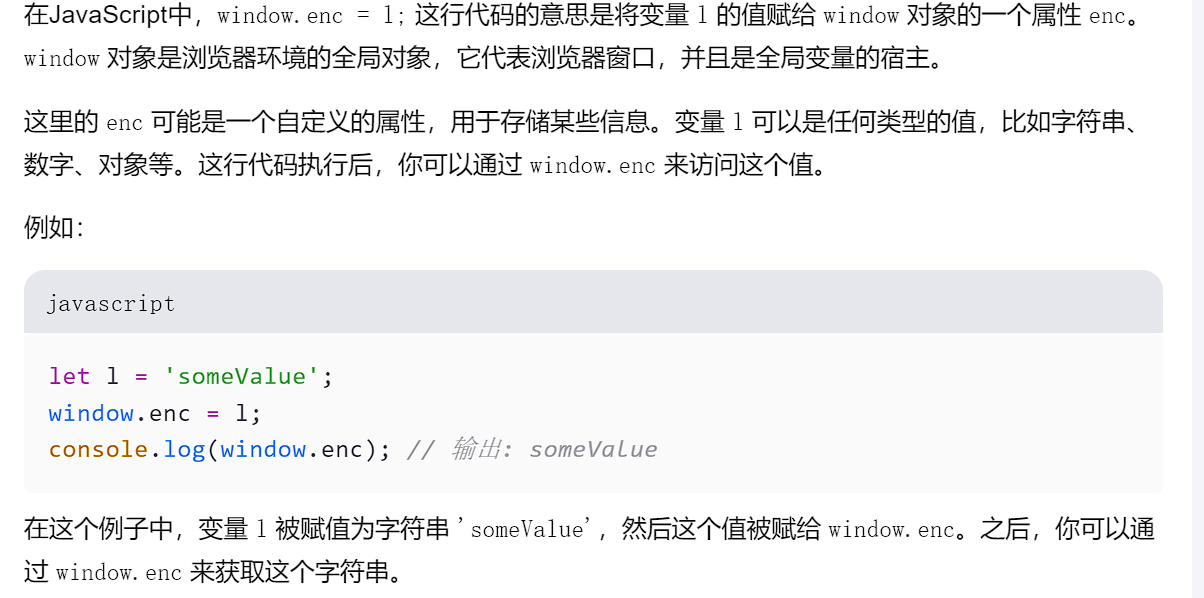 在JavaScript中，window.enc = l; 这行代码的意思是将变量 l 的值赋给 window 对象的一个属性 enc。
window 对象是浏览器环境的全局对象，它代表浏览器窗口，并且是全局变量的宿主。
这里的 enc 可能是一个自定义的属性，用于存储某些信息。变量 l 可以是任何类型的值，比如字符串、
数字、对象等。这行代码执行后，你可以通过 window.enc 来访问这个值。
例如：
javascript
let l = 'someValue';
window.enc = l;
console.log(window.enc); // 输出: someValue
在这个例子中，变量 l 被赋值为字符串 'someValue'，然后这个值被赋给 window.enc。之后，你可以通
过 window.enc 来获取这个字符串。